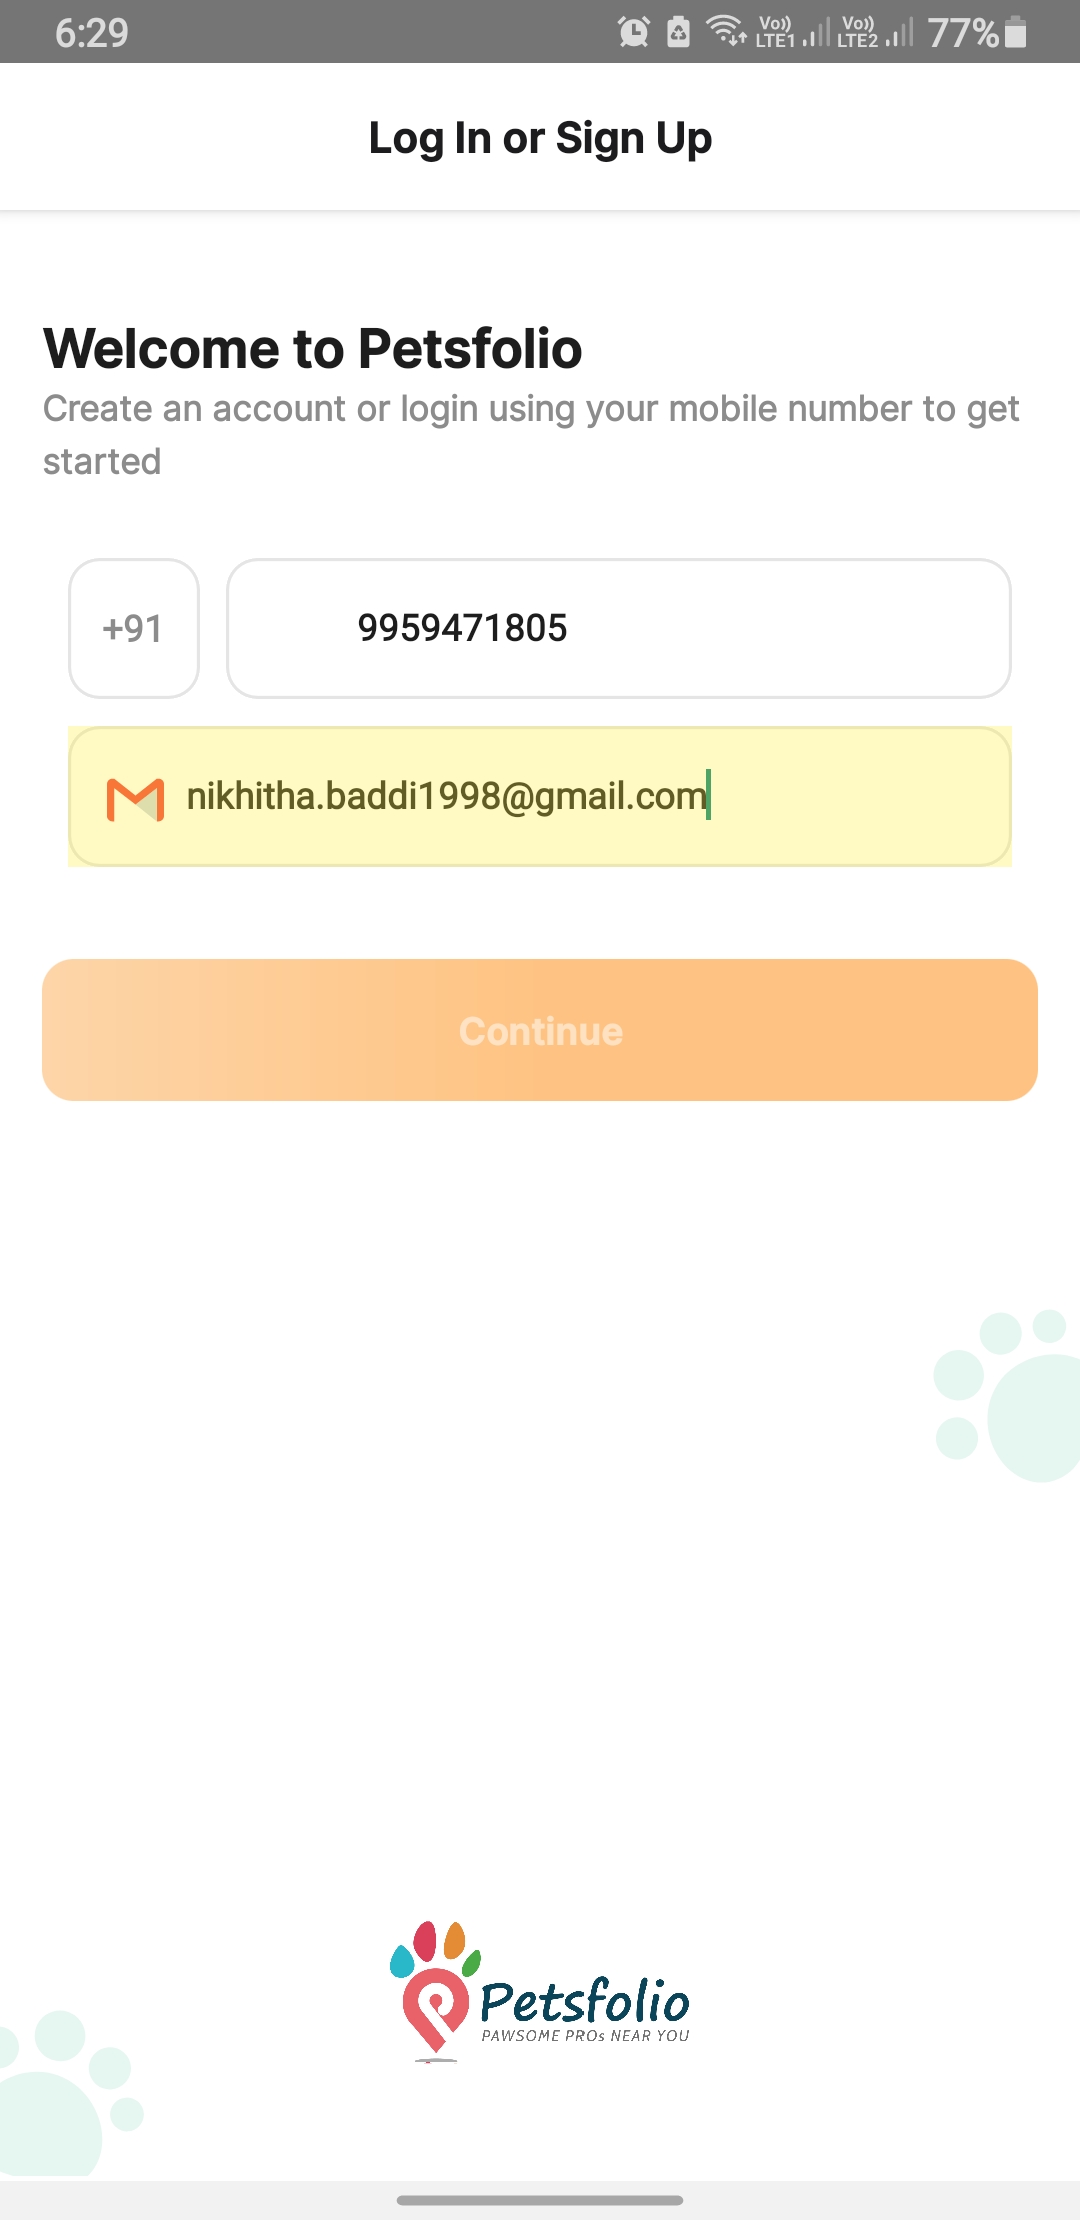 6:29
Vo)) LTE1 Vo)) LTE2 77%
Log In or Sign Up
Welcome to Petsfolio
Create an account or login using your mobile number to get
started
+91 9959471805
nikhitha.baddi1998@gmail.com
Continue
Petsfolio
PAWSOME PROs NEAR YOU